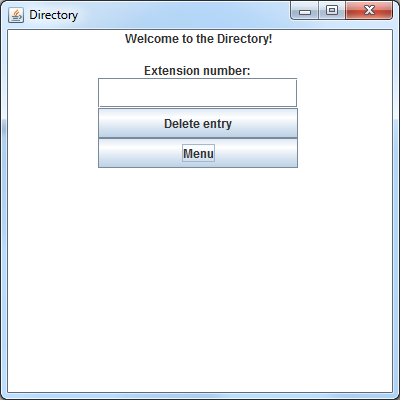 Directory
Welcome to the Directory!
Extension number:
Delete entry
Menu